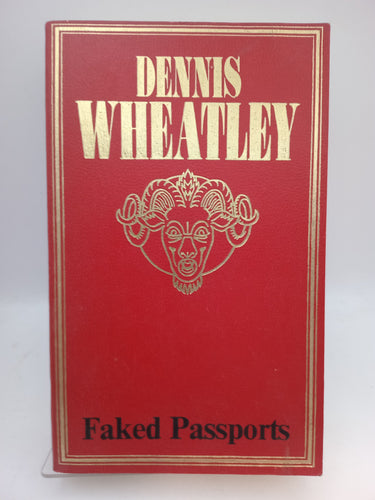 DENNIS
WHEATLEY
Faked Passports